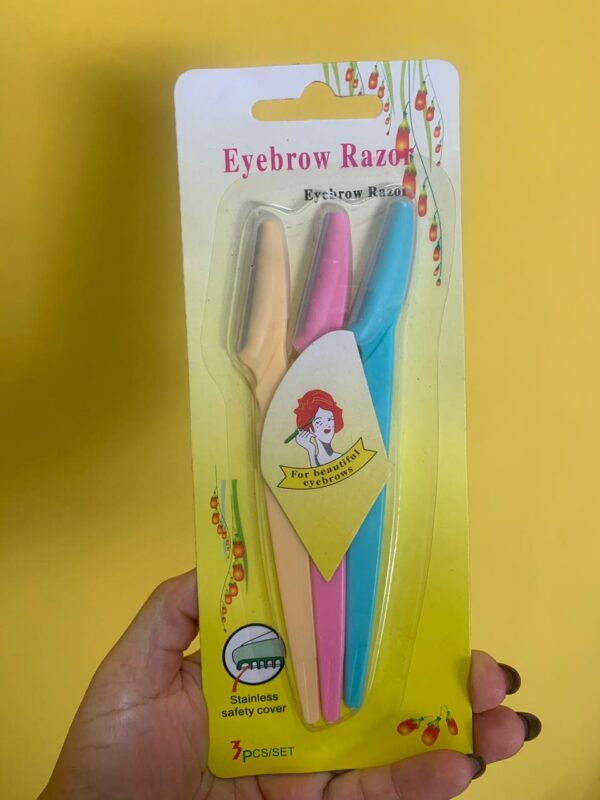 Eyebrow Razor
Eyebrow Razor
For beautiful
eyebrows
Stainless
safety cover
3PCS/SET